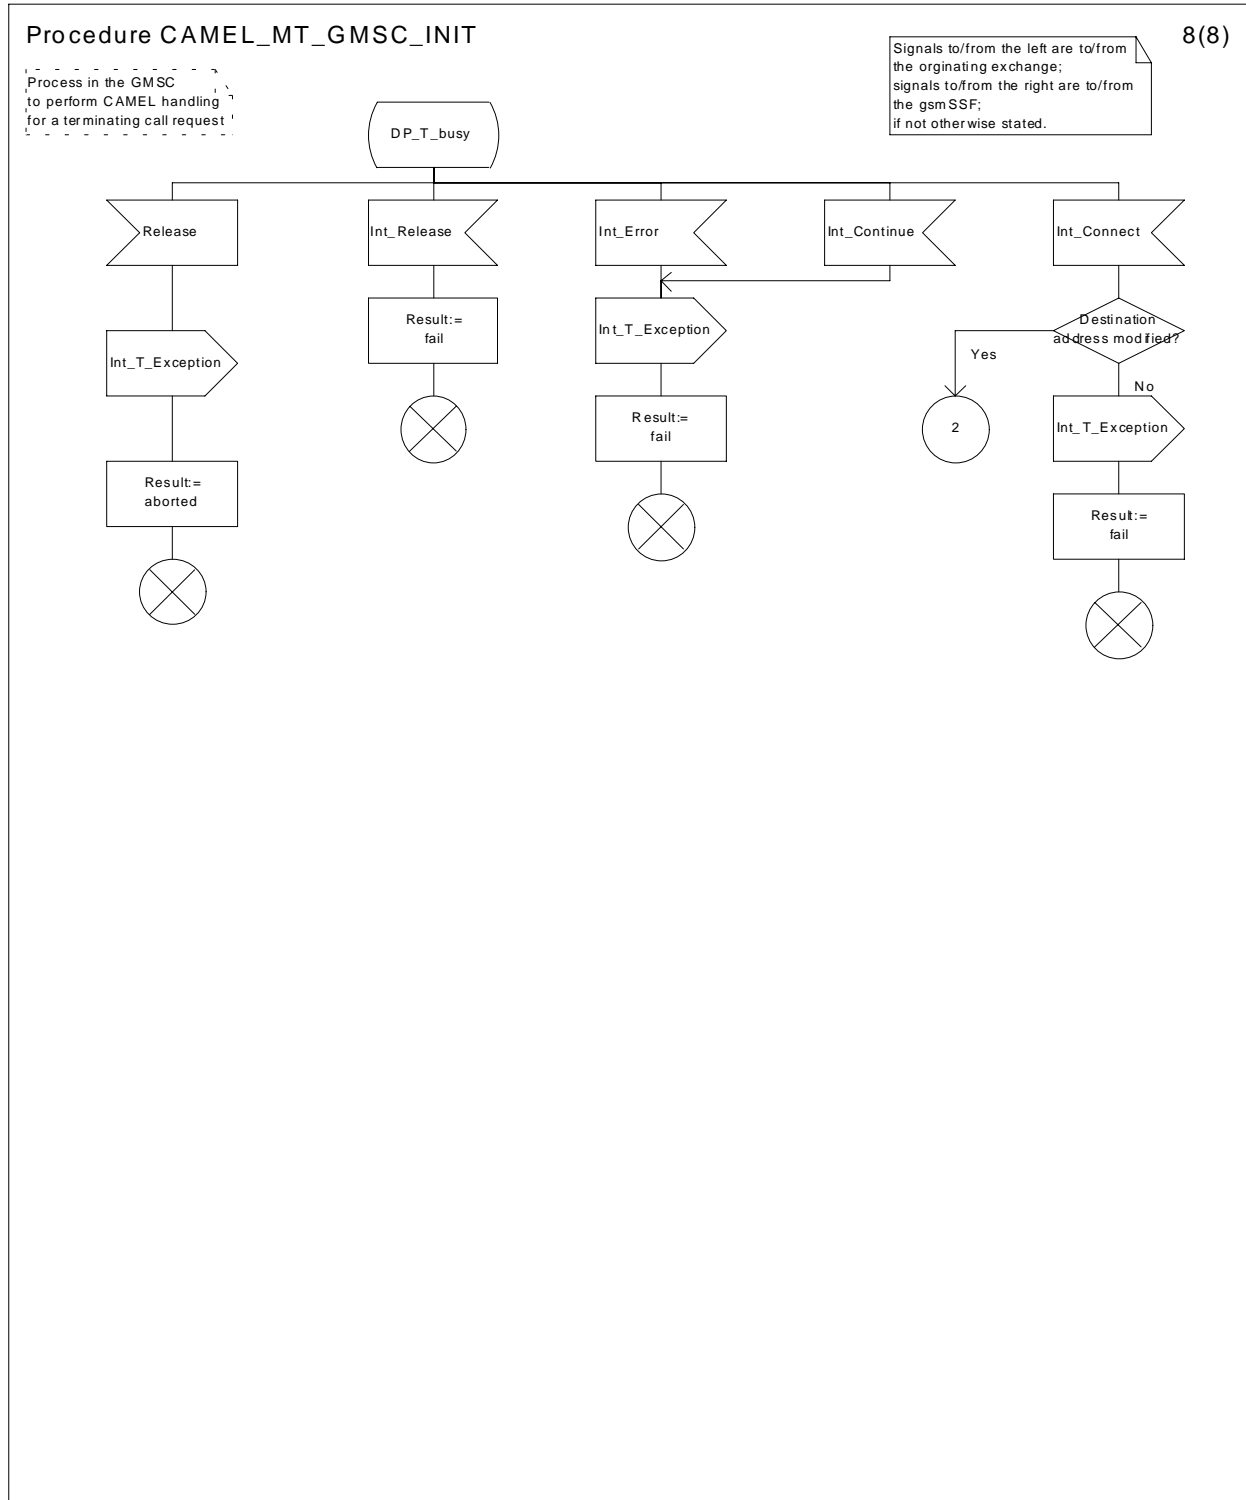 Procedure CAMEL_MT_GMSC_INIT
8(8)
Process in the GMSC
to perform CAMEL handling
for a terminating call request
Signals to/from the left are to/from
the orginating exchange;
signals to/from the right are to/from
the gsmSSF;
if not otherwise stated.
DP_T_busy
Release
Int_Release
Int_Error
Int_Continue
Int_Connect
Result:=
fail
Int_T_Exception
Destination
address modified?
Int_T_Exception
Yes
No
Result:=
fail
2
Int_T_Exception
Result:=
aborted
Result:=
fail